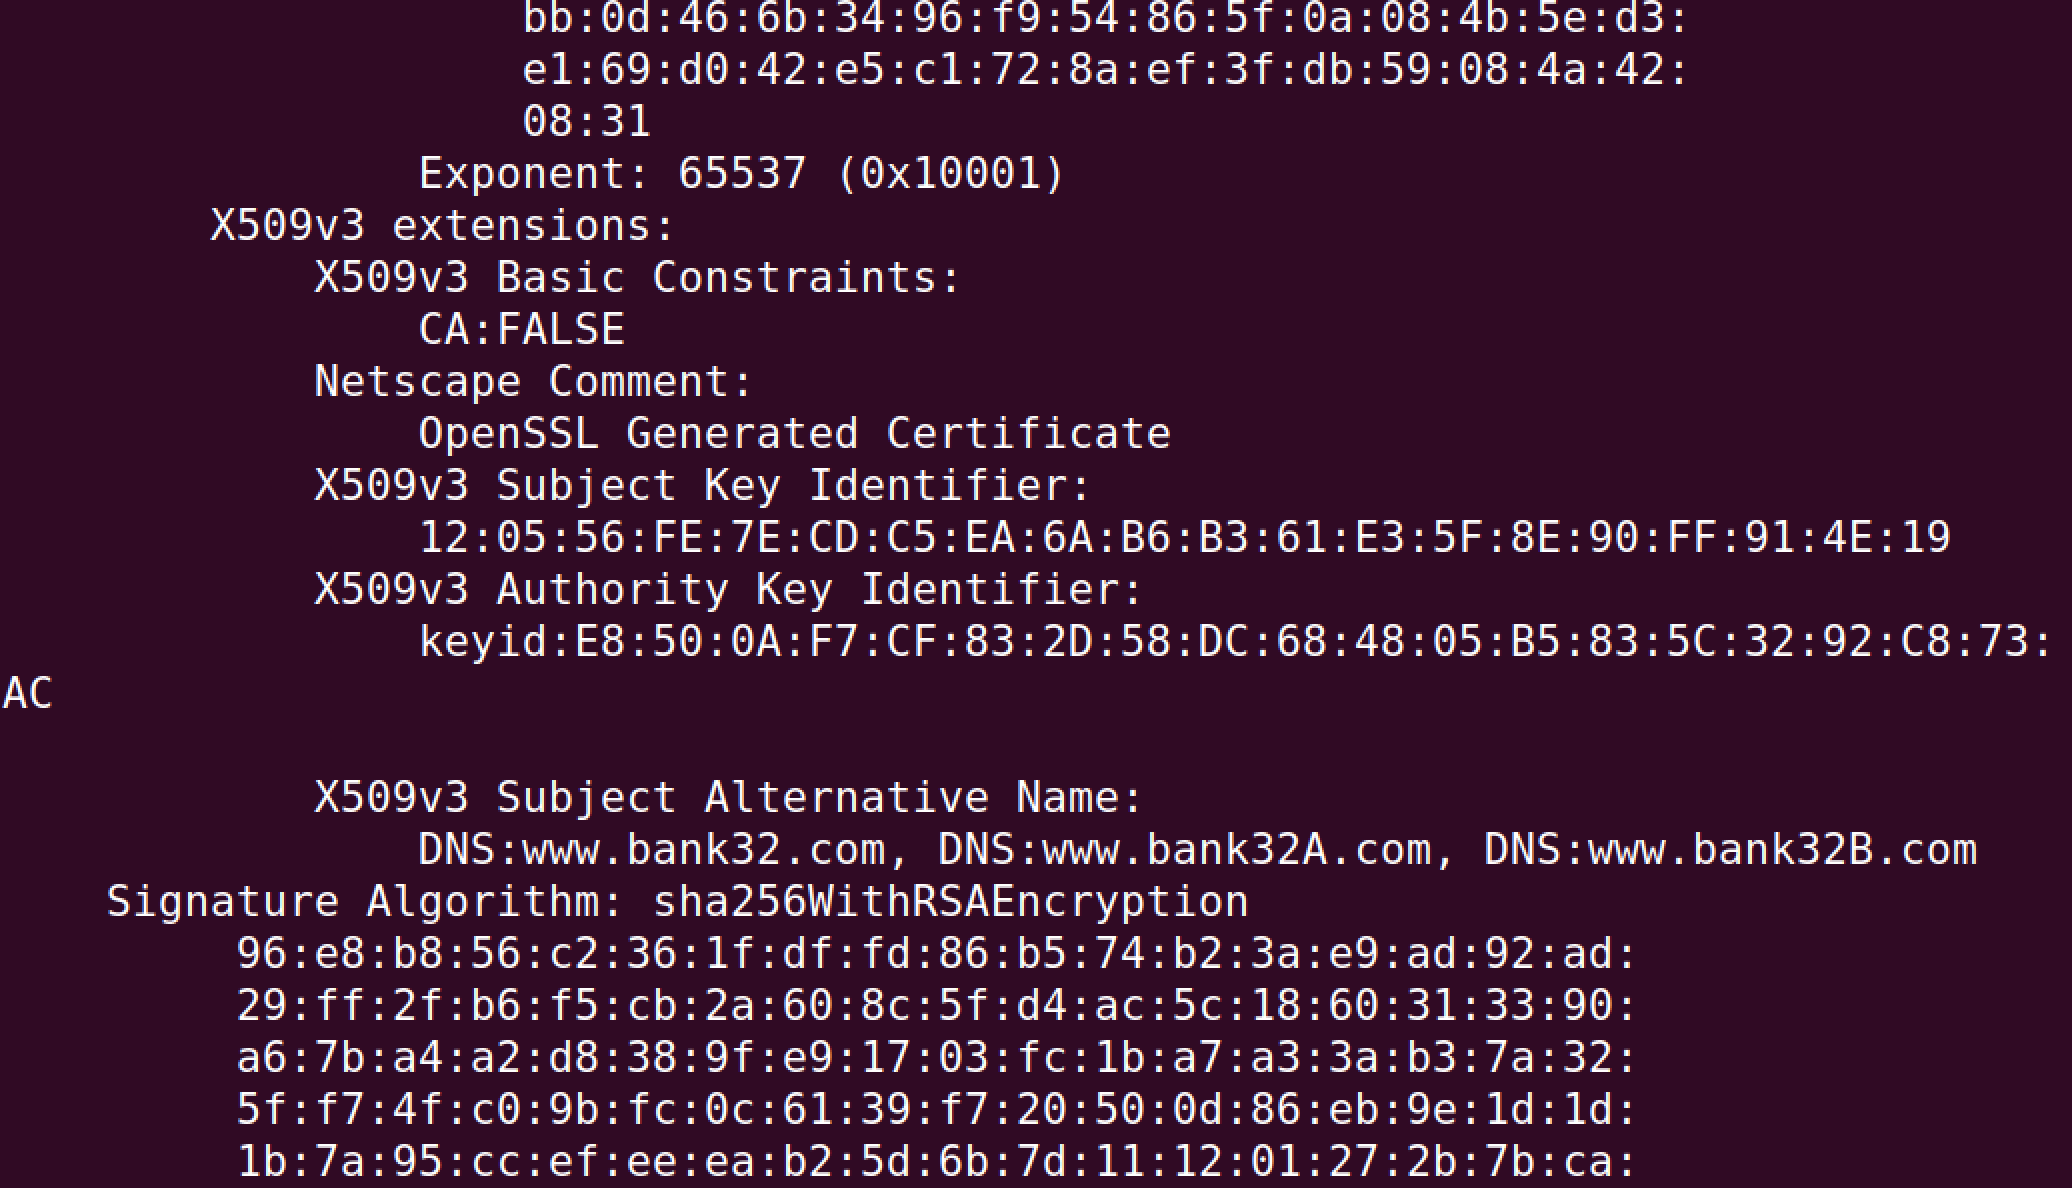 bb:0d:46:6b:34:96:f9:54:86:5f:0a:08:4b:5e:d3:
e1:69:d0:42:e5:c1:72:8a:ef:3f:db:59:08:4a:42:
08:31
Exponent: 65537 (0x10001)
X509v3 extensions:
X509v3 Basic Constraints:
CA:FALSE
Netscape Comment:
OpenSSL Generated Certificate
X509v3 Subject Key Identifier:
12:05:56:FE:7E:CD:C5:EA:6A:B6:B3:61:E3:5F:8E:90:FF:91:4E:19
X509v3 Authority Key Identifier:
keyid:E8:50:0A:F7:CF:83:2D:58:DC:68:48:05:B5:83:5C:32:92:C8:73:
AC
X509v3 Subject Alternative Name:
DNS:www.bank32.com, DNS:www.bank32A.com, DNS:www.bank32B.com
Signature Algorithm: sha256WithRSAEncryption
96:e8:b8:56:c2:36:1f:df:fd:86:b5:74:b2:3a:e9:ad:92:ad:
29:ff:2f:b6:f5:cb:2a:60:8c:5f:d4:ac:5c:18:60:31:33:90:
a6:7b:a4:a2:d8:38:9f:e9:17:03:fc:1b:a7:a3:3a:b3:7a:32:
5f:f7:4f:c0:9b:fc:0c:61:39:f7:20:50:0d:86:eb:9e:1d:1d:
1b:7a:95:cc:ef:ee:ea:b2:5d:6b:7d:11:12:01:27:2b:7b:ca: